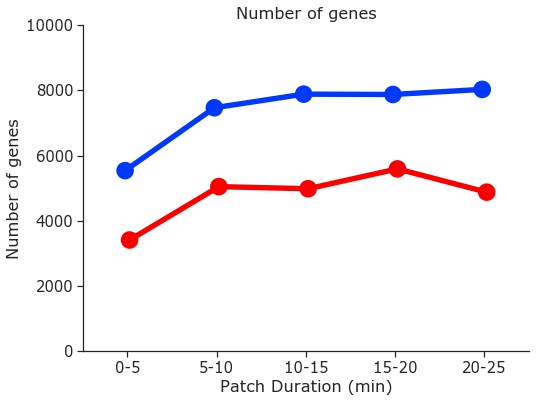 Number of genes
10000
8000
6000
4000
2000
0
Number of genes
0-5 5-10 10-15 15-20 20-25
Patch Duration (min)